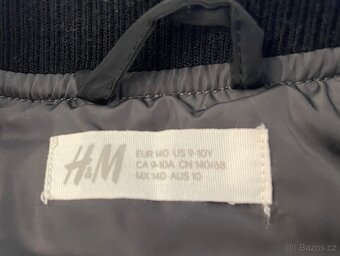 H&M
EUR 140 US 9-10Y
CA 9-10A CN 140/68
MX 140 AUS 10
Bazos.cz